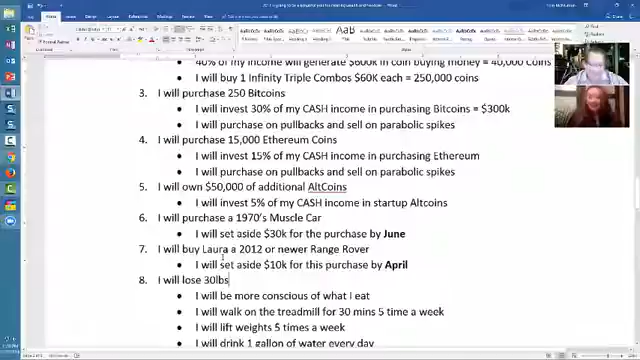 40% of my income will generate $600k in coin buying money = 40,000 Coins
I will buy 1 Infinity Triple Combos $60K each = 250,000 coins
3. I will purchase 250 Bitcoins
I will invest 30% of my CASH income in purchasing Bitcoins = $300k
I will purchase on pullbacks and sell on parabolic spikes
4. I will purchase 15,000 Ethereum Coins
I will invest 15% of my CASH income in purchasing Ethereum
I will purchase on pullbacks and sell on parabolic spikes
5. I will own $50,000 of additional AltCoins
I will invest 5% of my CASH income in startup Altcoins
6. I will purchase a 1970's Muscle Car
I will set aside $30k for the purchase by June
7. I will buy Laura a 2012 or newer Range Rover
I will set aside $10k for this purchase by April
8. I will lose 30lbs
I will be more conscious of what I eat
I will walk on the treadmill for 30 mins 5 time a week
I will lift weights 5 times a week
I will drink 1 gallon of water every day